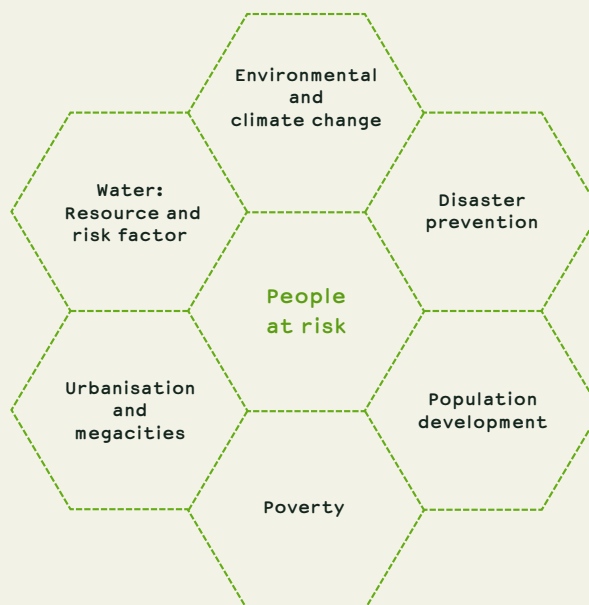 Environmental
and
climate change
Water:
Resource and
risk factor
Disaster
prevention
People
at risk
Urbanisation
and
megacities
Population
development
Poverty